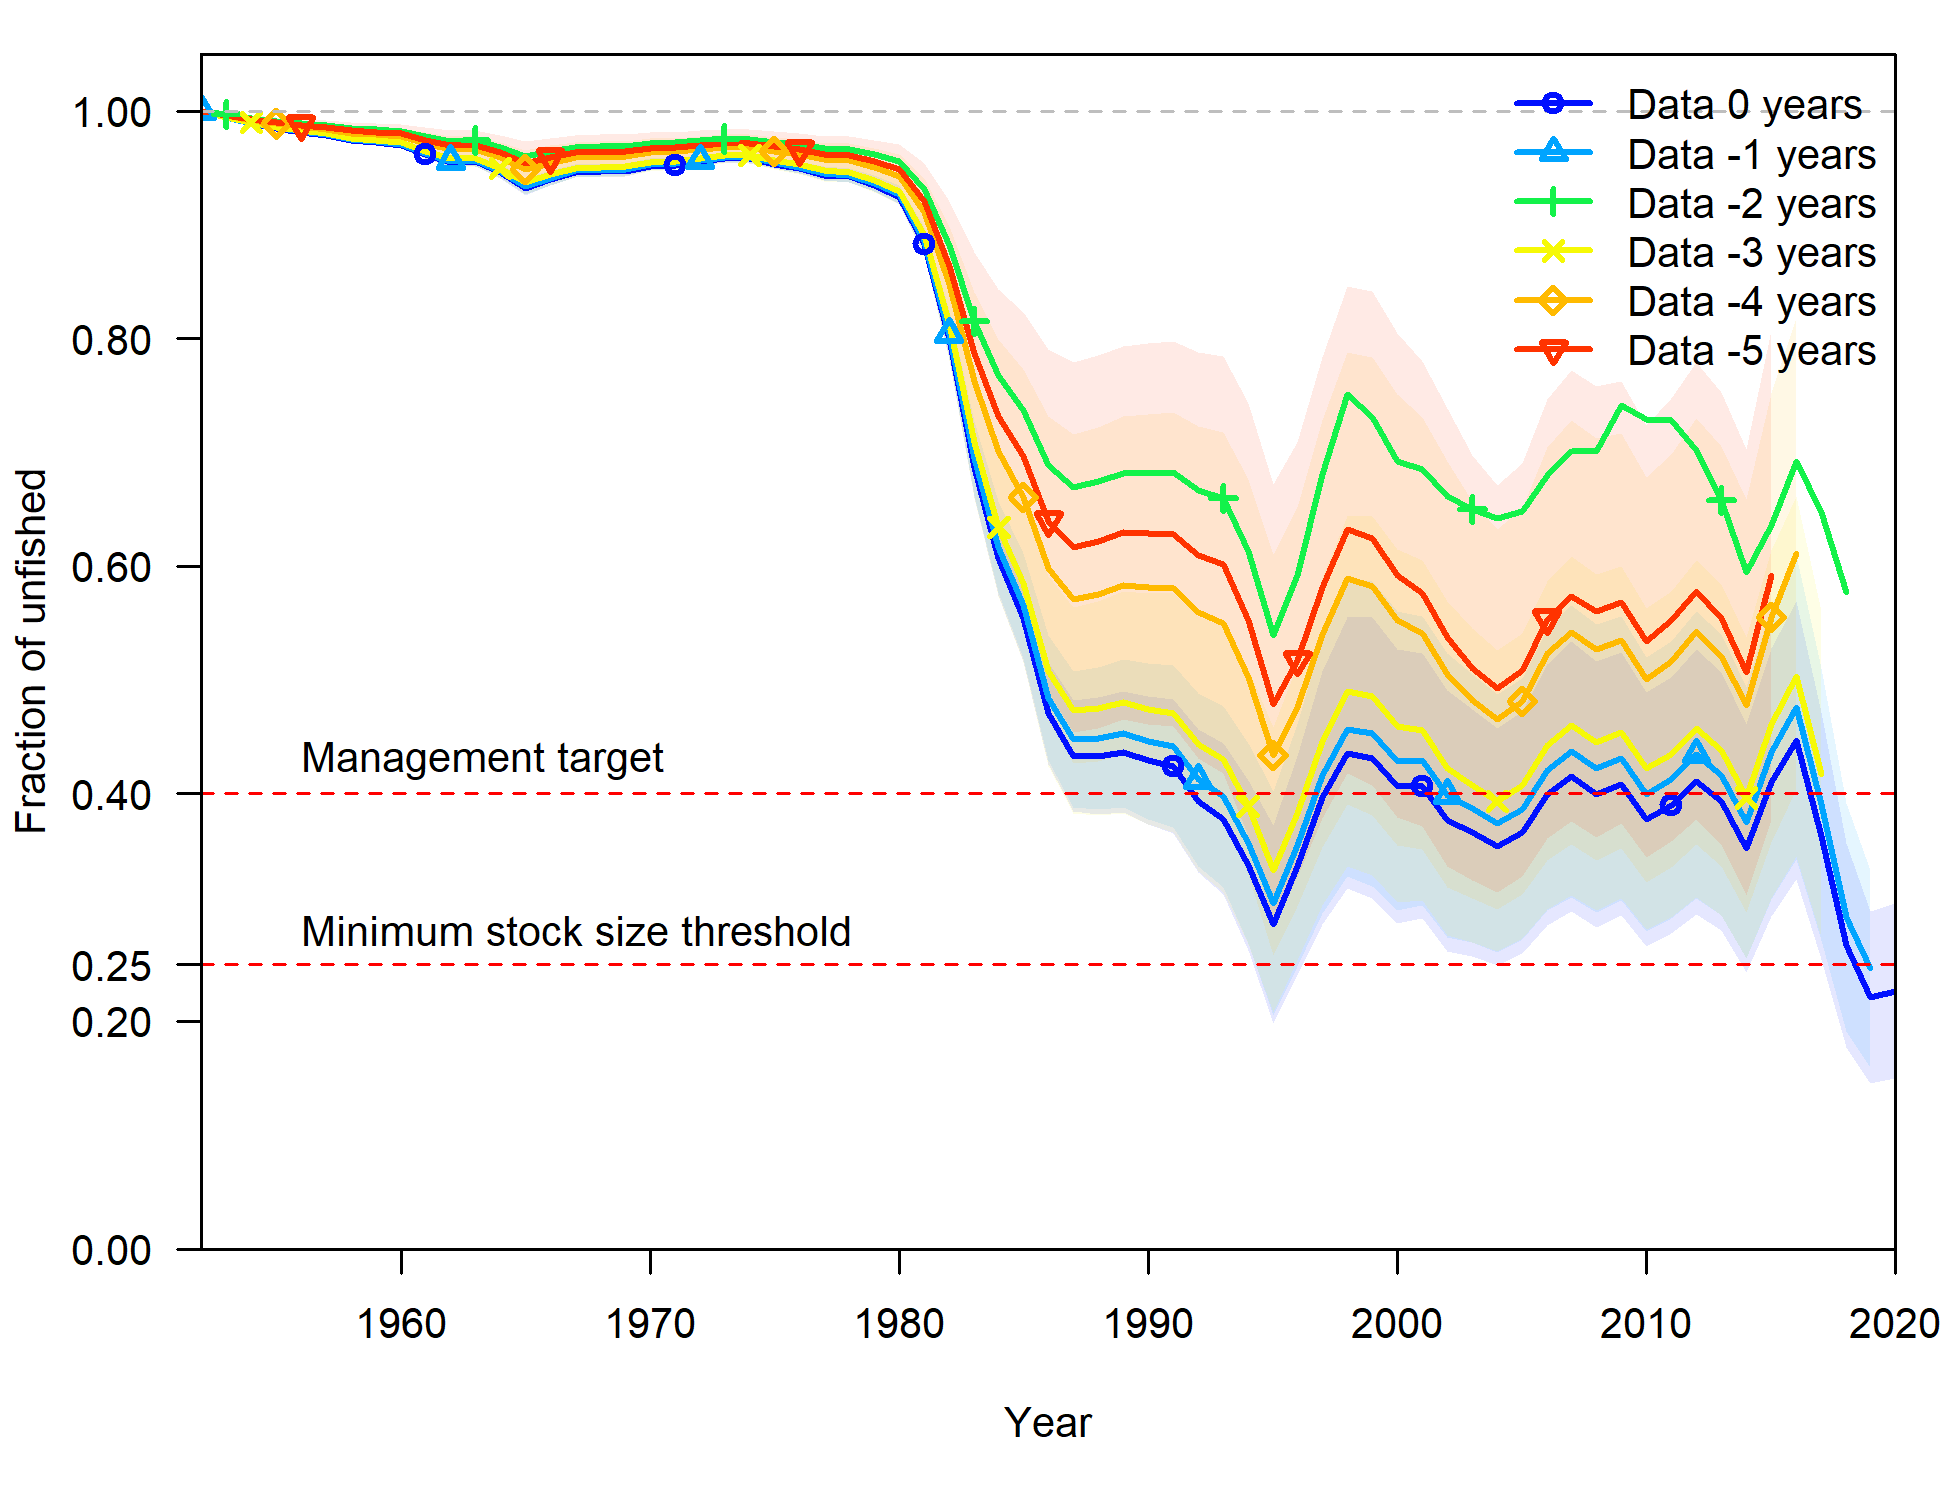 Data 0 years
Data -1 years
Data -2 years
Data -3 years
Data -4 years
Data -5 years
1.00
0.80
0.60
0.40
0.25
0.20
0.00
Fraction of unfished
Management target
Minimum stock size threshold
1960
1970
1980
1990
2000
2010
2020
Year